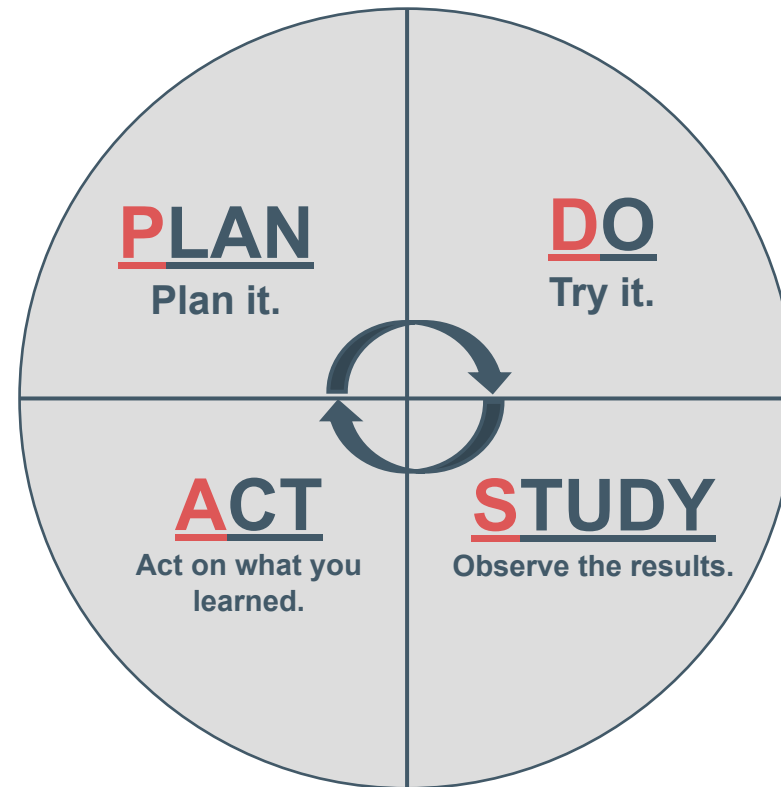 PLAN
Plan it.
DO
Try it.
ACT
Act on what you
learned.
STUDY
Observe the results.